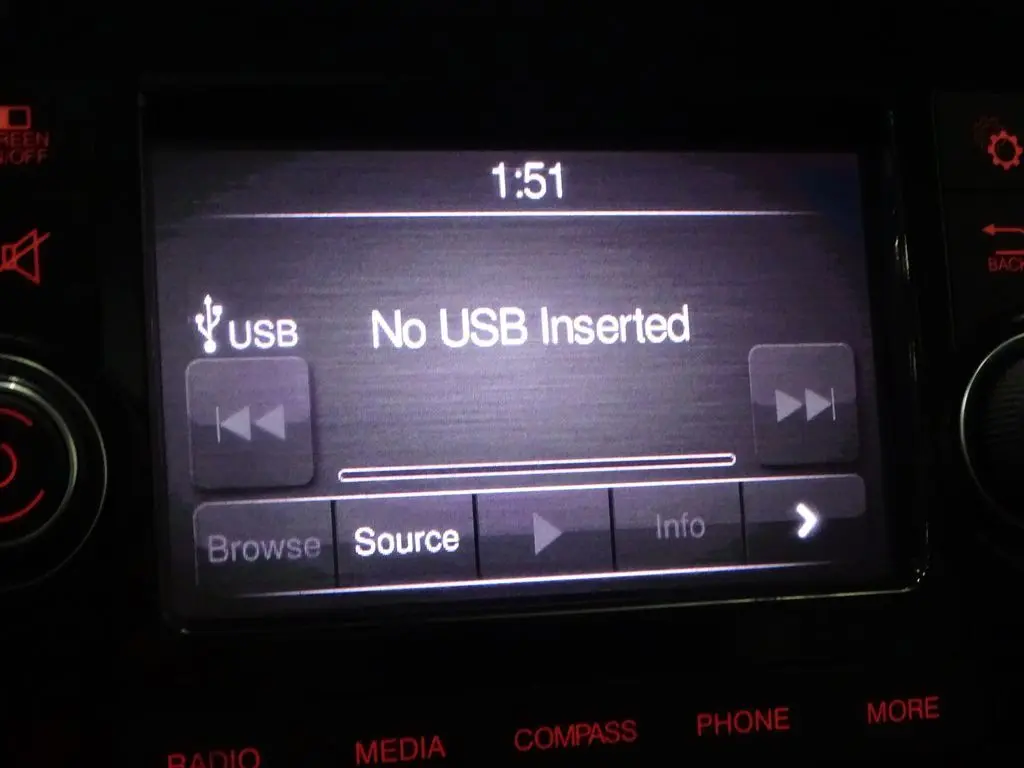 1:51
USB
No USB Inserted
Browse
Source
Info
BACK
RADIO
MEDIA
COMPASS
PHONE
MORE